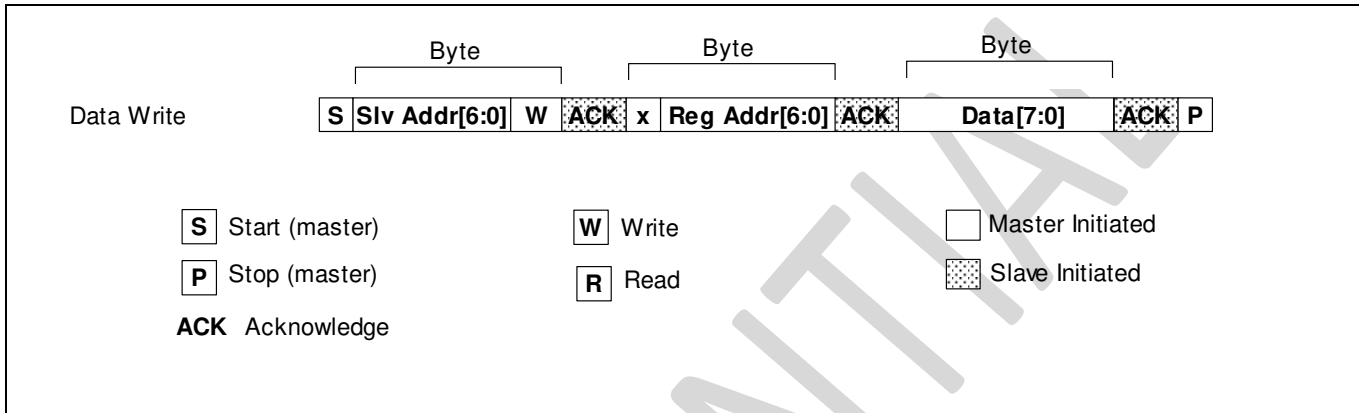 Byte Byte Byte
Data Write S Slv Addr[6:0] W ACK x Reg Addr[6:0] ACK Data[7:0] ACK P
S Start (master) W Write Master Initiated
P Stop (master) R Read Slave Initiated
ACK Acknowledge
NTIAL